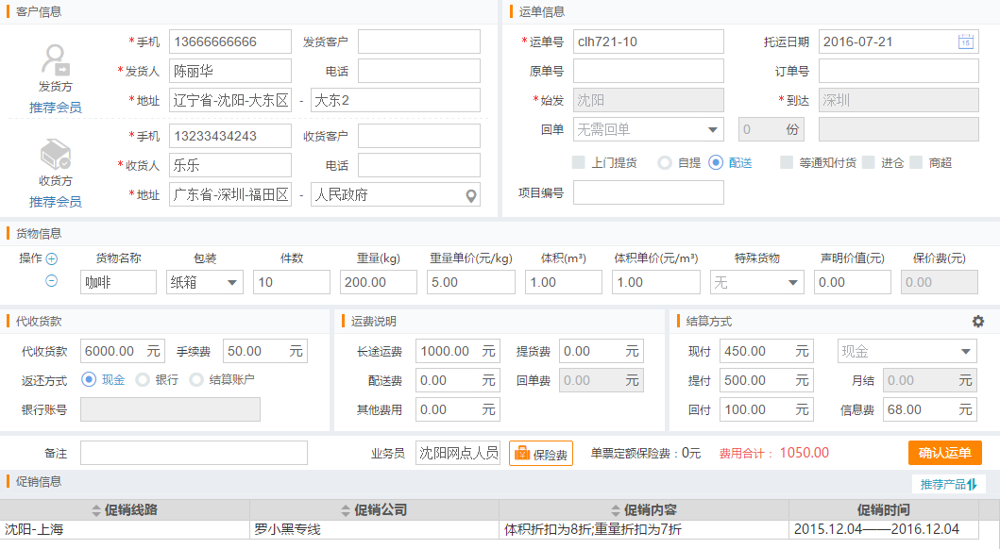 客户信息
*手机 13666666666 发货客户
*发货人 陈丽华 电话
发货方
推荐会员
*地址 辽宁省-沈阳-大东区 - 大东2
*手机 13233434243 收货客户
*收货人 乐乐 电话
收货方
推荐会员
*地址 广东省-深圳-福田区 - 人民政府
运单信息
*运单号 clh721-10 托运日期 2016-07-21 15
原单号 订单号
*始发 沈阳 *到达 深圳
回单 无需回单 0 份
上门提货 自提 配送 等通知付货 进仓 商超
项目编号
货物信息
操作 货物名称 包装 件数 重量(kg) 重量单价(元/kg) 体积(m³) 体积单价(元/m³) 特殊货物 声明价值(元) 保价费(元)
咖啡 纸箱 10 200.00 5.00 1.00 1.00 无 0.00 0.00
代收货款
代收货款 6000.00 元 手续费 50.00 元
返还方式 现金 银行 结算账户
银行账号
运费说明
长途运费 1000.00 元 提货费 0.00 元
配送费 0.00 元 回单费 0.00 元
其他费用 0.00 元
结算方式
现付 450.00 元 现金
提付 500.00 元 月结 0.00 元
回付 100.00 元 信息费 68.00 元
备注 业务员 沈阳网点人员 保险费 单票定额保险费：0元 费用合计： 1050.00 确认运单
促销信息 推荐产品
促销线路 促销公司 促销内容 促销时间
沈阳-上海 罗小黑专线 体积折扣为8折;重量折扣为7折 2015.12.04——2016.12.04